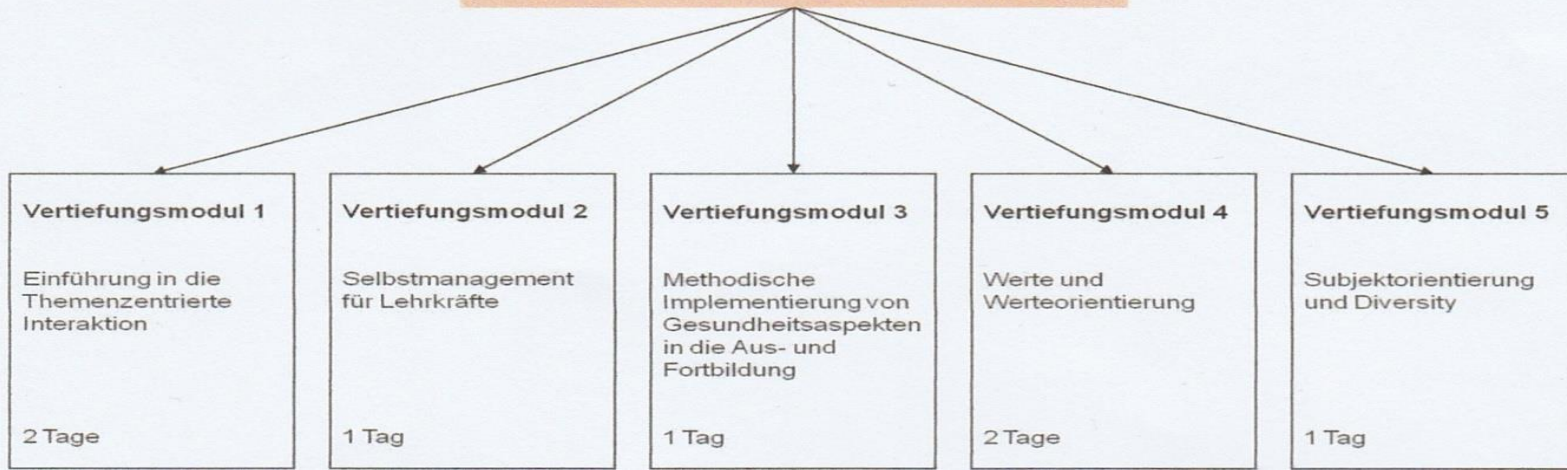 Vertiefungsmodul 1
Einführung in die
Themenzentrierte
Interaktion
2 Tage
Vertiefungsmodul 2
Selbstmanagement
für Lehrkräfte
1 Tag
Vertiefungsmodul 3
Methodische
Implementierung von
Gesundheitsaspekten
in die Aus- und
Fortbildung
1 Tag
Vertiefungsmodul 4
Werte und
Werteorientierung
2 Tage
Vertiefungsmodul 5
Subjektorientierung
und Diversity
1 Tag